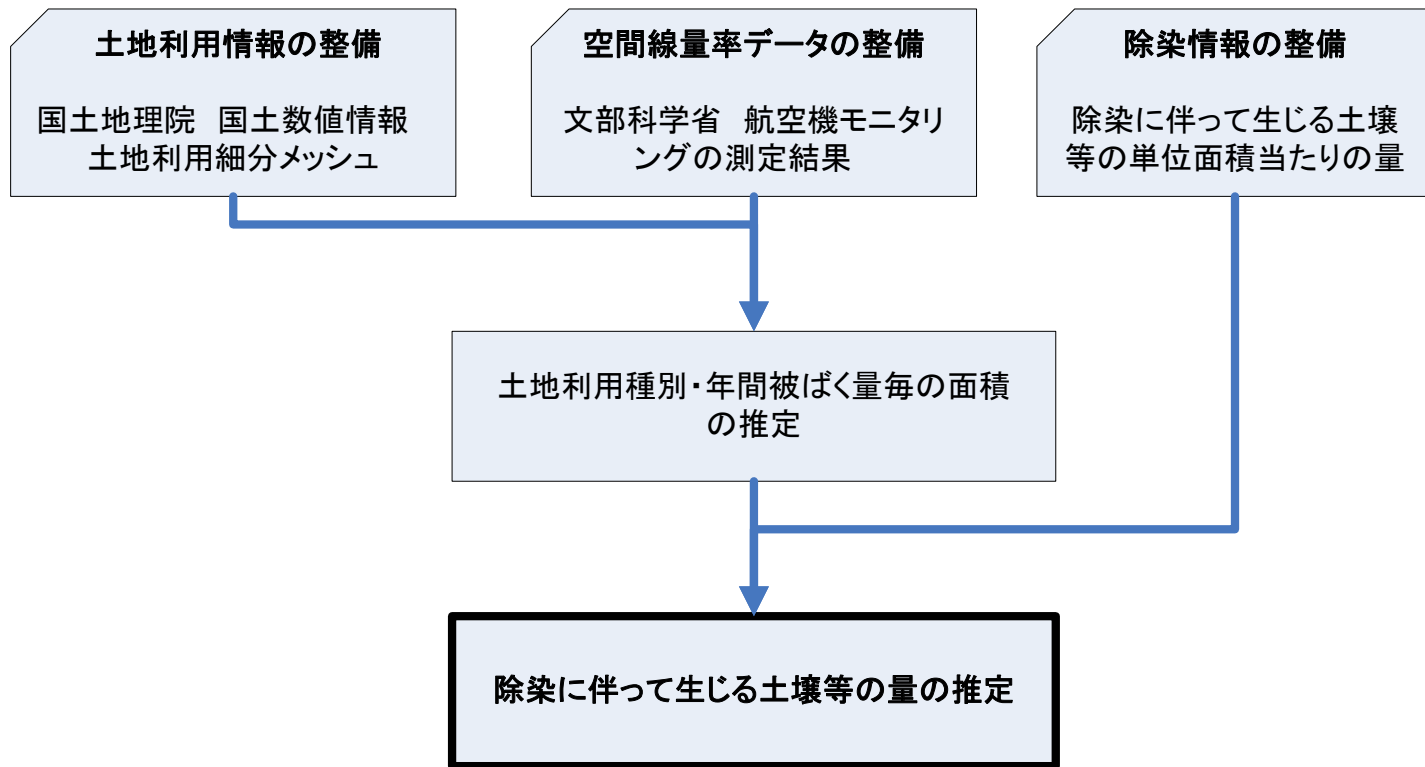 土地利用情報の整備
国土地理院　国土数値情報
土地利用細分メッシュ
空間線量率データの整備
文部科学省　航空機モニタリ
ングの測定結果
除染情報の整備
除染に伴って生じる土壌
等の単位面積当たりの量
土地利用種別・年間被ばく量毎の面積
の推定
除染に伴って生じる土壌等の量の推定